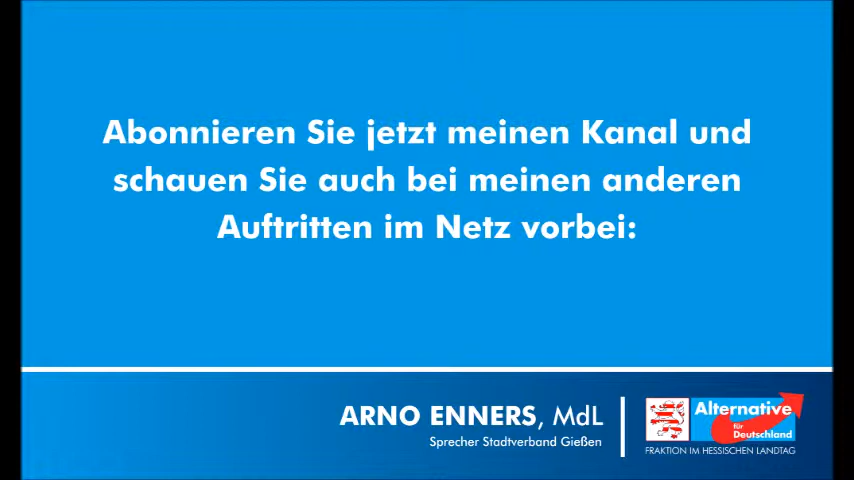 Abonnieren Sie jetzt meinen Kanal und
schauen Sie auch bei meinen anderen
Auftritten im Netz vorbei:
ARNO ENNERS, MdL
Sprecher Stadtverband Gießen
Alternative
für
Deutschland
FRAKTION IM HESSISCHEN LANDTAG